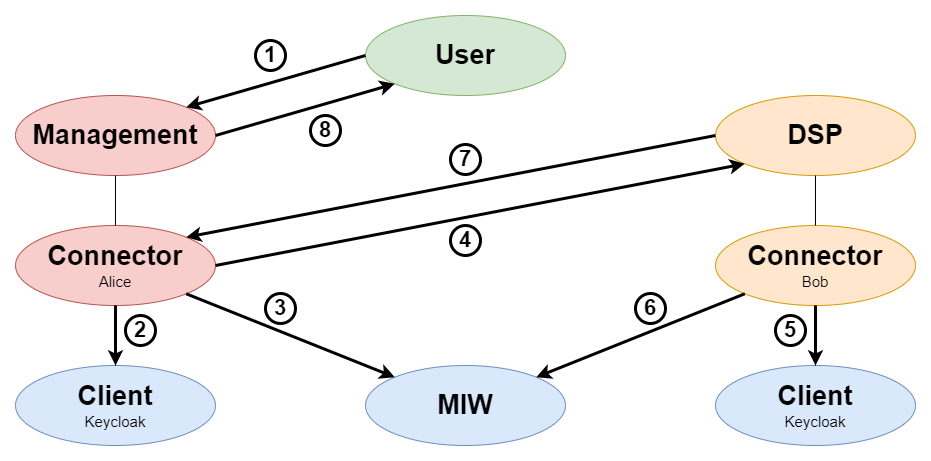 User
1
8
Management
DSP
7
4
Connector
Alice
Connector
Bob
2
3
6
5
Client
Keycloak
MIW
Client
Keycloak